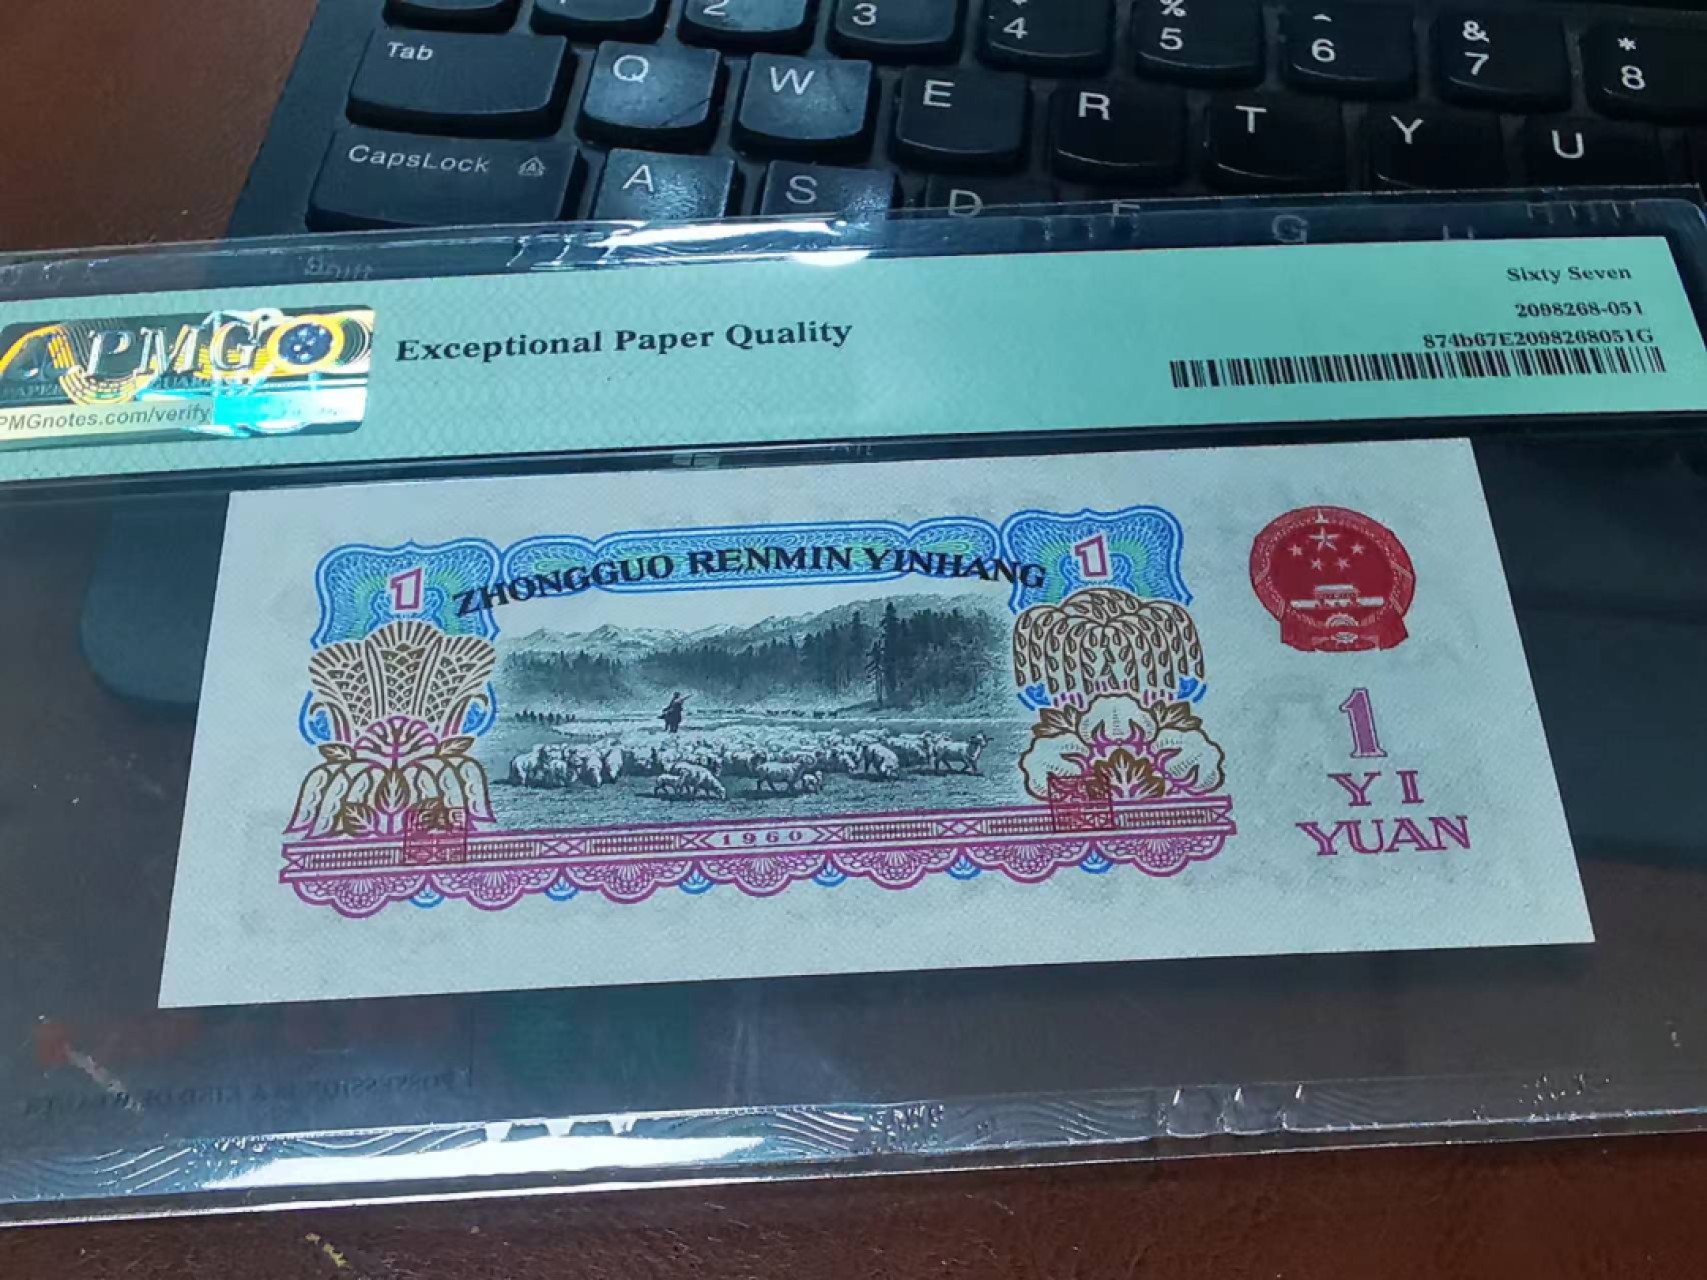 2
3
4
%
5
^
6
&
7
*
8
Tab
Q
W
E
R
T
Y
U
CapsLock
A
A
S
D
F
G
Sixty Seven
2098268-051
874b67E2098268051G
PMG
PMGnotes.com/verify
Exceptional Paper Quality
ZHONGGUO RENMIN YINHANG
1
1
1
YI
YUAN
1960